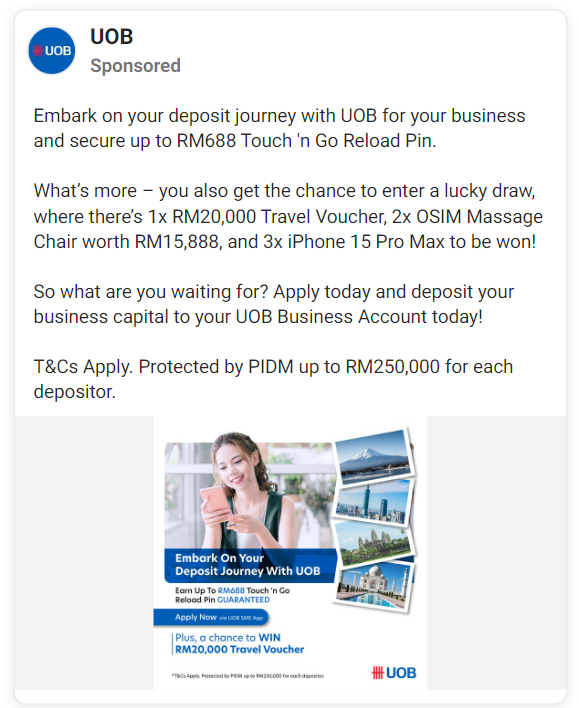 UOB
UOB
Sponsored
Embark on your deposit journey with UOB for your business
and secure up to RM688 Touch 'n Go Reload Pin.
What’s more – you also get the chance to enter a lucky draw,
where there’s 1x RM20,000 Travel Voucher, 2x OSIM Massage
Chair worth RM15,888, and 3x iPhone 15 Pro Max to be won!
So what are you waiting for? Apply today and deposit your
business capital to your UOB Business Account today!
T&Cs Apply. Protected by PIDM up to RM250,000 for each
depositor.
Embark On Your
Deposit Journey With UOB
Earn Up To RM688 Touch 'n Go
Reload Pin GUARANTEED
Apply Now via UOB SME App
Plus, a chance to WIN
RM20,000 Travel Voucher
*T&Cs Apply. Protected by PIDM up to RM250,000 for each depositor.
UOB